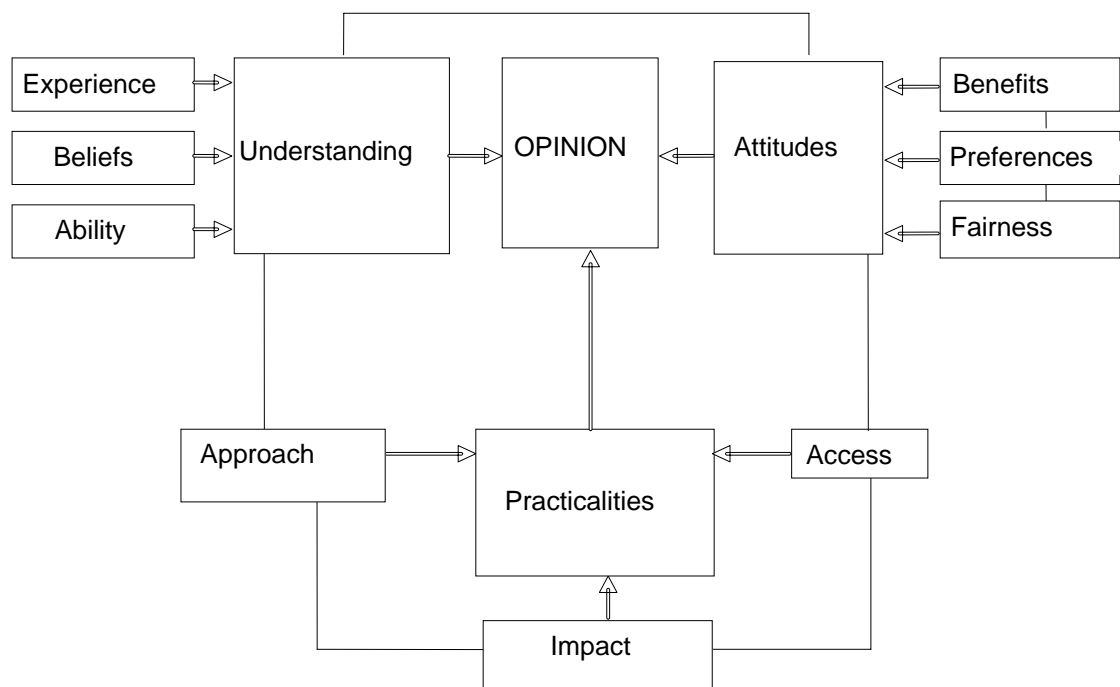 Experience
Benefits
Understanding
OPINION
Attitudes
Beliefs
Preferences
Ability
Fairness
Approach
Access
Practicalities
Impact